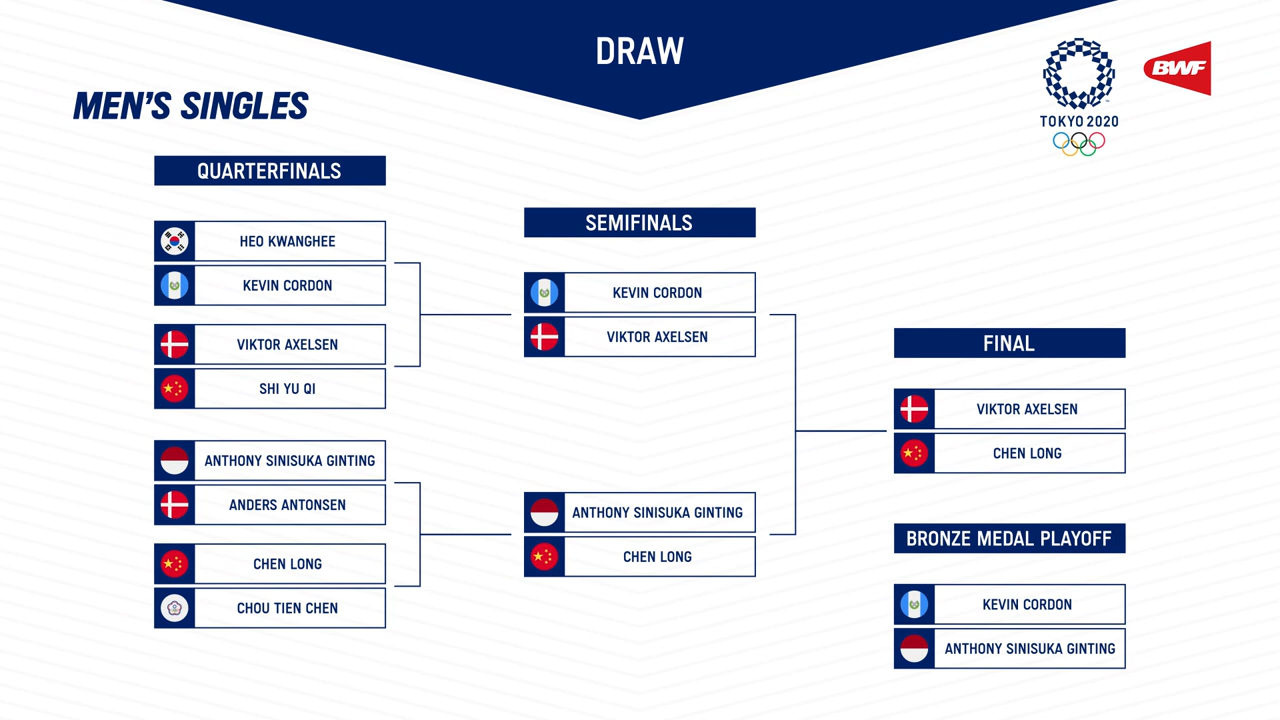 DRAW
MEN'S SINGLES
BWF
TOKYO 2020
QUARTERFINALS
HEO KWANGHEE
KEVIN CORDON
VIKTOR AXELSEN
SHI YU QI
ANTHONY SINISUKA GINTING
ANDERS ANTONSEN
CHEN LONG
CHOU TIEN CHEN
SEMIFINALS
KEVIN CORDON
VIKTOR AXELSEN
ANTHONY SINISUKA GINTING
CHEN LONG
FINAL
VIKTOR AXELSEN
CHEN LONG
BRONZE MEDAL PLAYOFF
KEVIN CORDON
ANTHONY SINISUKA GINTING